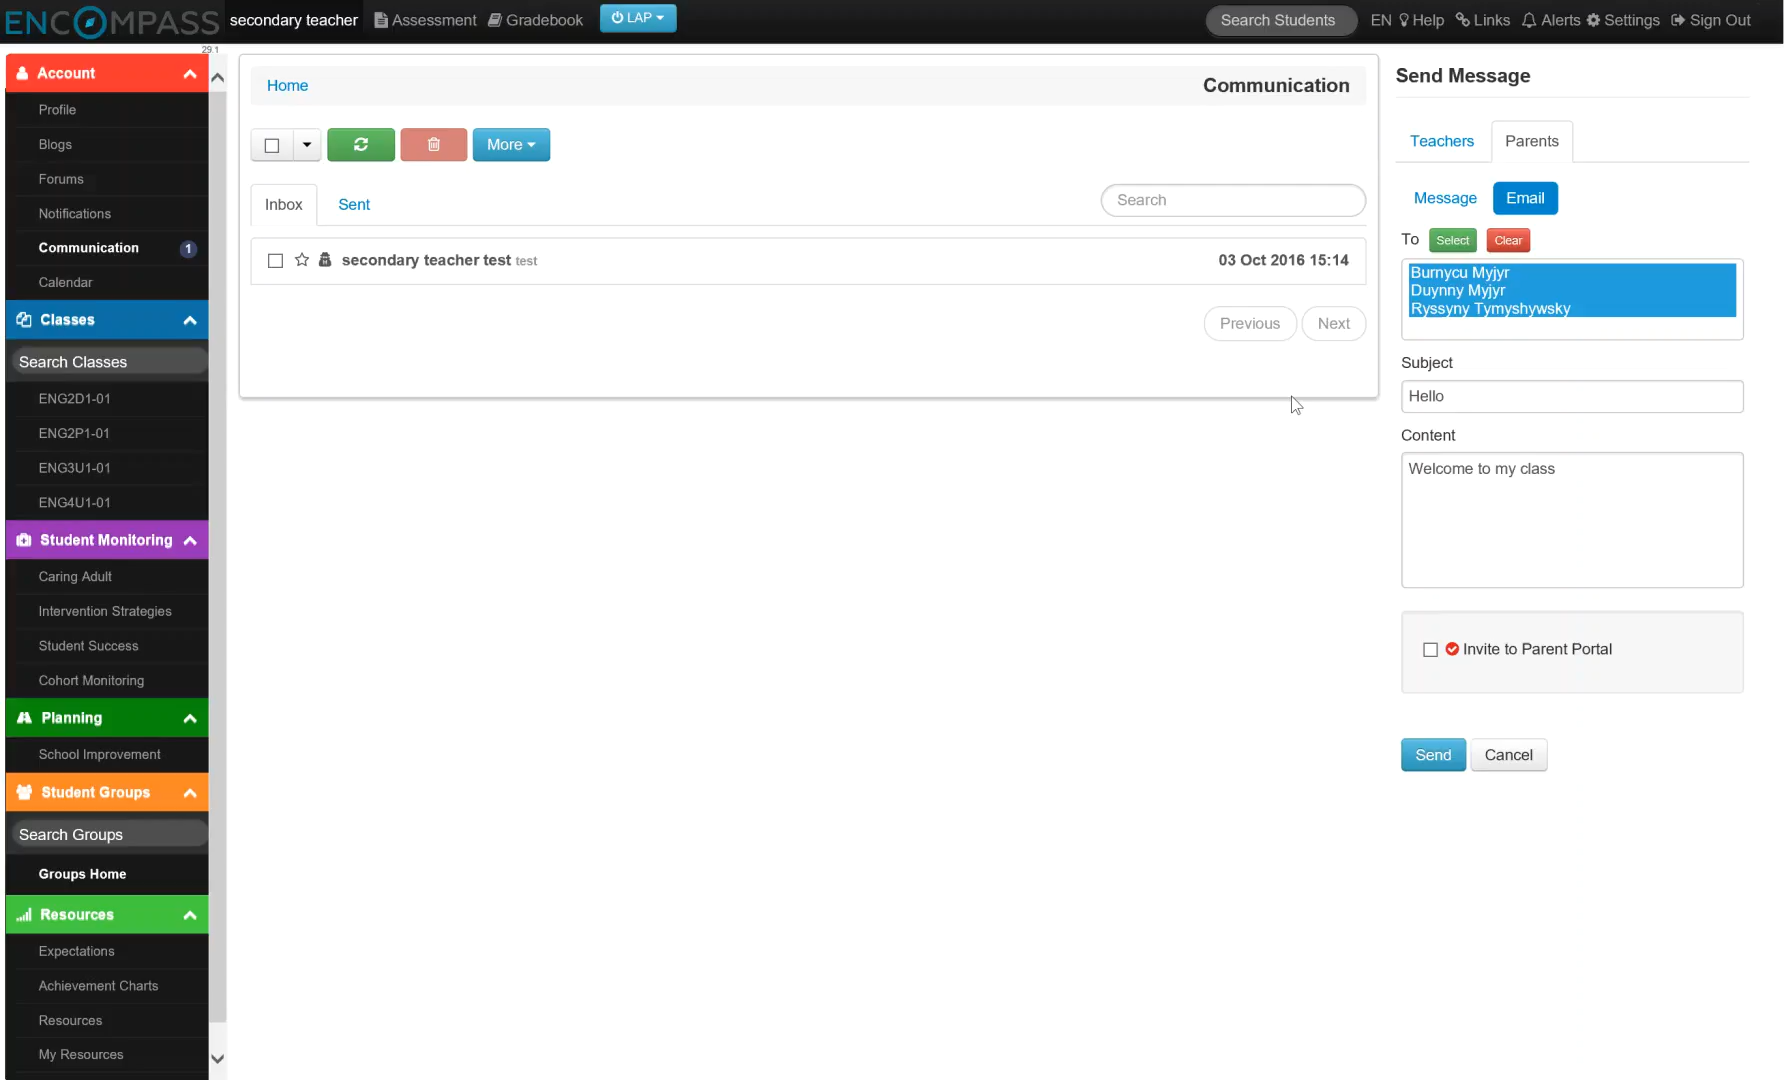 ENCOMPASS
secondary teacher
Assessment
Gradebook
LAP
Search Students
EN
Help
Links
Alerts
Settings
Sign Out
29.1
Account
Profile
Blogs
Forums
Notifications
Communication
1
Calendar
Classes
Search Classes
ENG2D1-01
ENG2P1-01
ENG3U1-01
ENG4U1-01
Student Monitoring
Caring Adult
Intervention Strategies
Student Success
Cohort Monitoring
Planning
School Improvement
Student Groups
Search Groups
Groups Home
Resources
Expectations
Achievement Charts
Resources
My Resources
Home
Communication
More
Inbox
Sent
Search
secondary teacher test test
03 Oct 2016 15:14
Previous
Next
Send Message
Teachers
Parents
Message
Email
To
Select
Clear
Burnycu Myjyr
Duynny Myjyr
Ryssyny Tymyshywsky
Subject
Hello
Content
Welcome to my class
Invite to Parent Portal
Send
Cancel